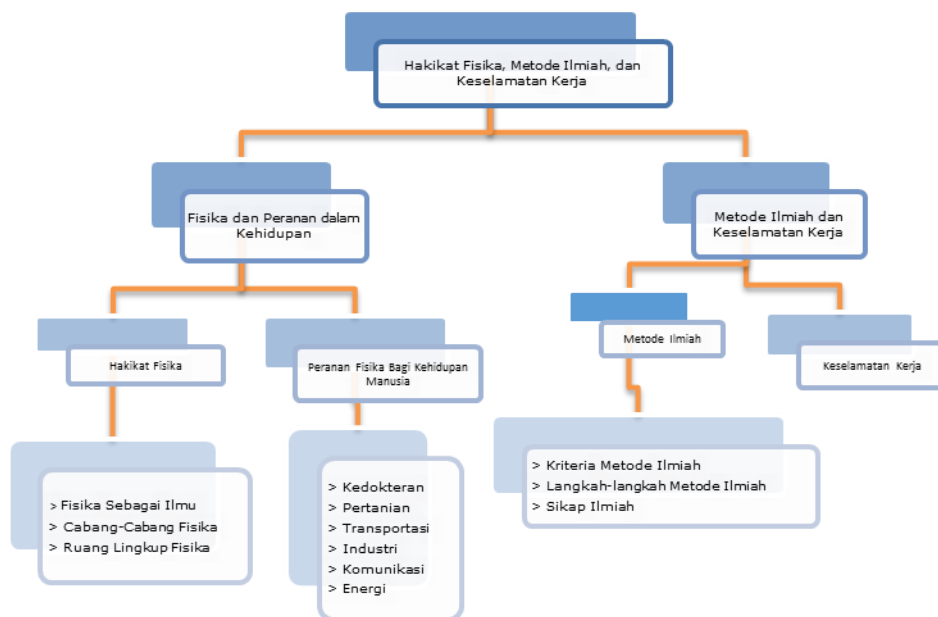 Hakikat Fisika, Metode Ilmiah, dan
Keselamatan Kerja
Fisika dan Peranan dalam
Kehidupan
Metode Ilmiah dan
Keselamatan Kerja
Hakikat Fisika
Peranan Fisika Bagi Kehidupan
Manusia
Metode Ilmiah
Keselamatan Kerja
> Fisika Sebagai Ilmu
> Cabang-Cabang Fisika
> Ruang Lingkup Fisika
> Kedokteran
> Pertanian
> Transportasi
> Industri
> Komunikasi
> Energi
> Kriteria Metode Ilmiah
> Langkah-langkah Metode Ilmiah
> Sikap Ilmiah